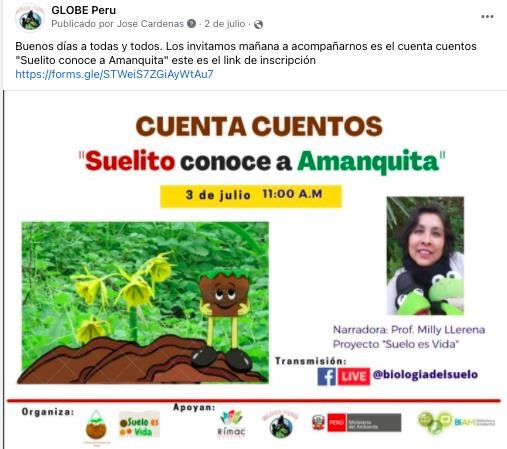 GLOBE Peru
Publicado por Jose Cardenas · 2 de julio ·
Buenos días a todas y todos. Los invitamos mañana a acompañarnos es el cuenta cuentos
"Suelito conoce a Amanquita" este es el link de inscripción
https://forms.gle/STWeiS7ZGiAyWtAu7
CUENTA CUENTOS
"Suelito conoce a Amanquita"
3 de julio 11:00 A.M
Narradora: Prof. Milly LLerena
Proyecto "Suelo es Vida"
Transmisión:
f LIVE @biologiadelsuelo
Organiza:
Apoyan:
Suelo es
Vida
Rímac
GLOBE PERÚ
PERÚ
Ministerio
del Ambiente
BIAM